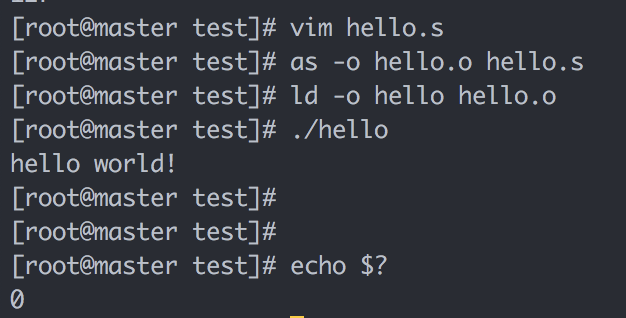 [root@master test]# vim hello.s
[root@master test]# as -o hello.o hello.s
[root@master test]# ld -o hello hello.o
[root@master test]# ./hello
hello world!
[root@master test]#
[root@master test]#
[root@master test]# echo $?
0